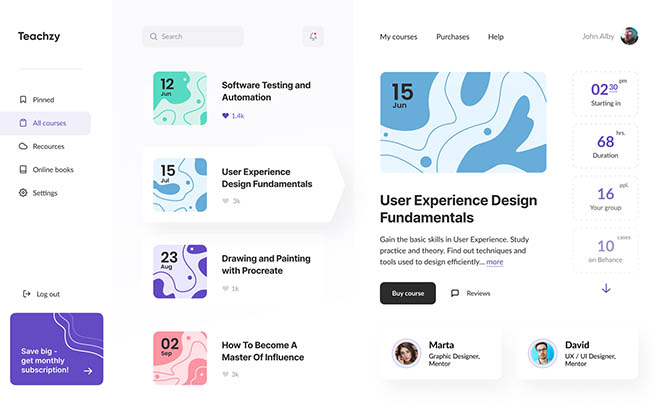 Teachzy
Pinned
All courses
Recources
Online books
Settings
Log out
Save big -
get monthly
subscription!
Search
12
Jun
Software Testing and
Automation
1.4k
15
Jul
User Experience
Design Fundamentals
3k
23
Aug
Drawing and Painting
with Procreate
1k
02
Sep
How To Become A
Master Of Influence
3k
My courses
Purchases
Help
John Alby
15
Jun
User Experience Design
Fundamentals
Gain the basic skills in User Experience. Study
practice and theory. Find out techniques and
tools used to design efficiently... more
Buy course
Reviews
02 30 pm
Starting in
68 hrs.
Duration
16 ppl.
Your group
10 cases
on Behance
Marta
Graphic Designer,
Mentor
David
UX / UI Designer,
Mentor